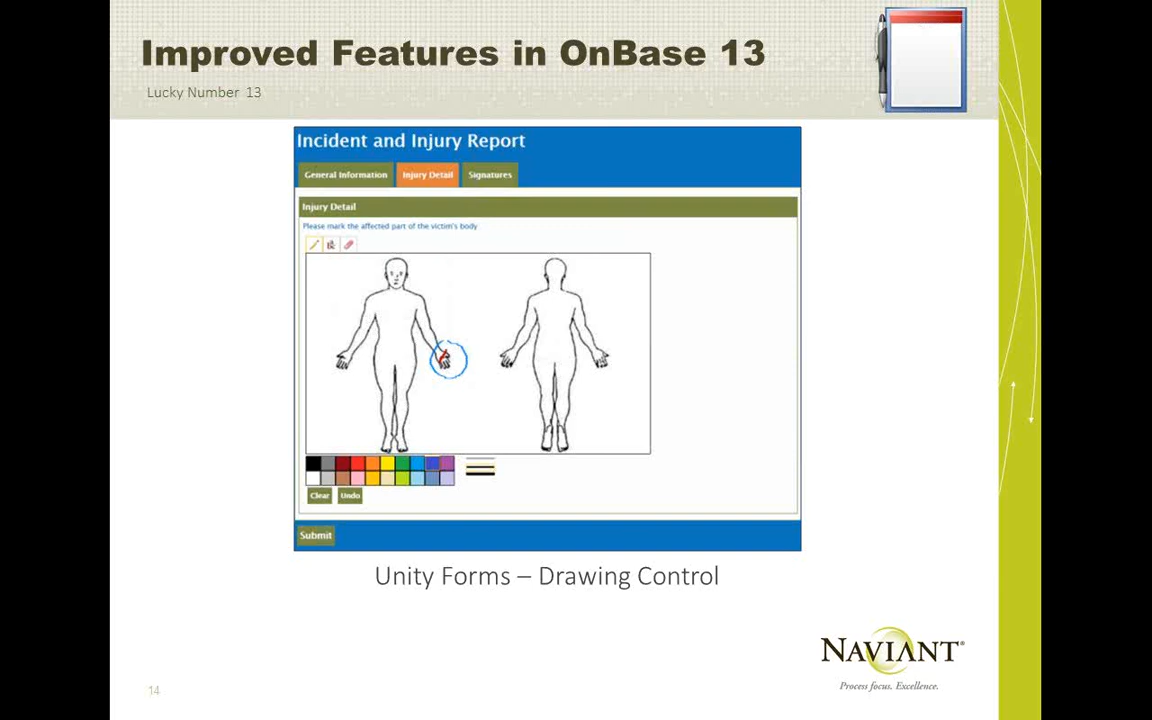 Improved Features in OnBase 13
Lucky Number 13
Incident and Injury Report
General Information Injury Detail Signatures
Injury Detail
Please mark the affected part of the victim's body
Clear Undo
Submit
Unity Forms – Drawing Control
NAVIANT®
Process focus. Excellence.
14